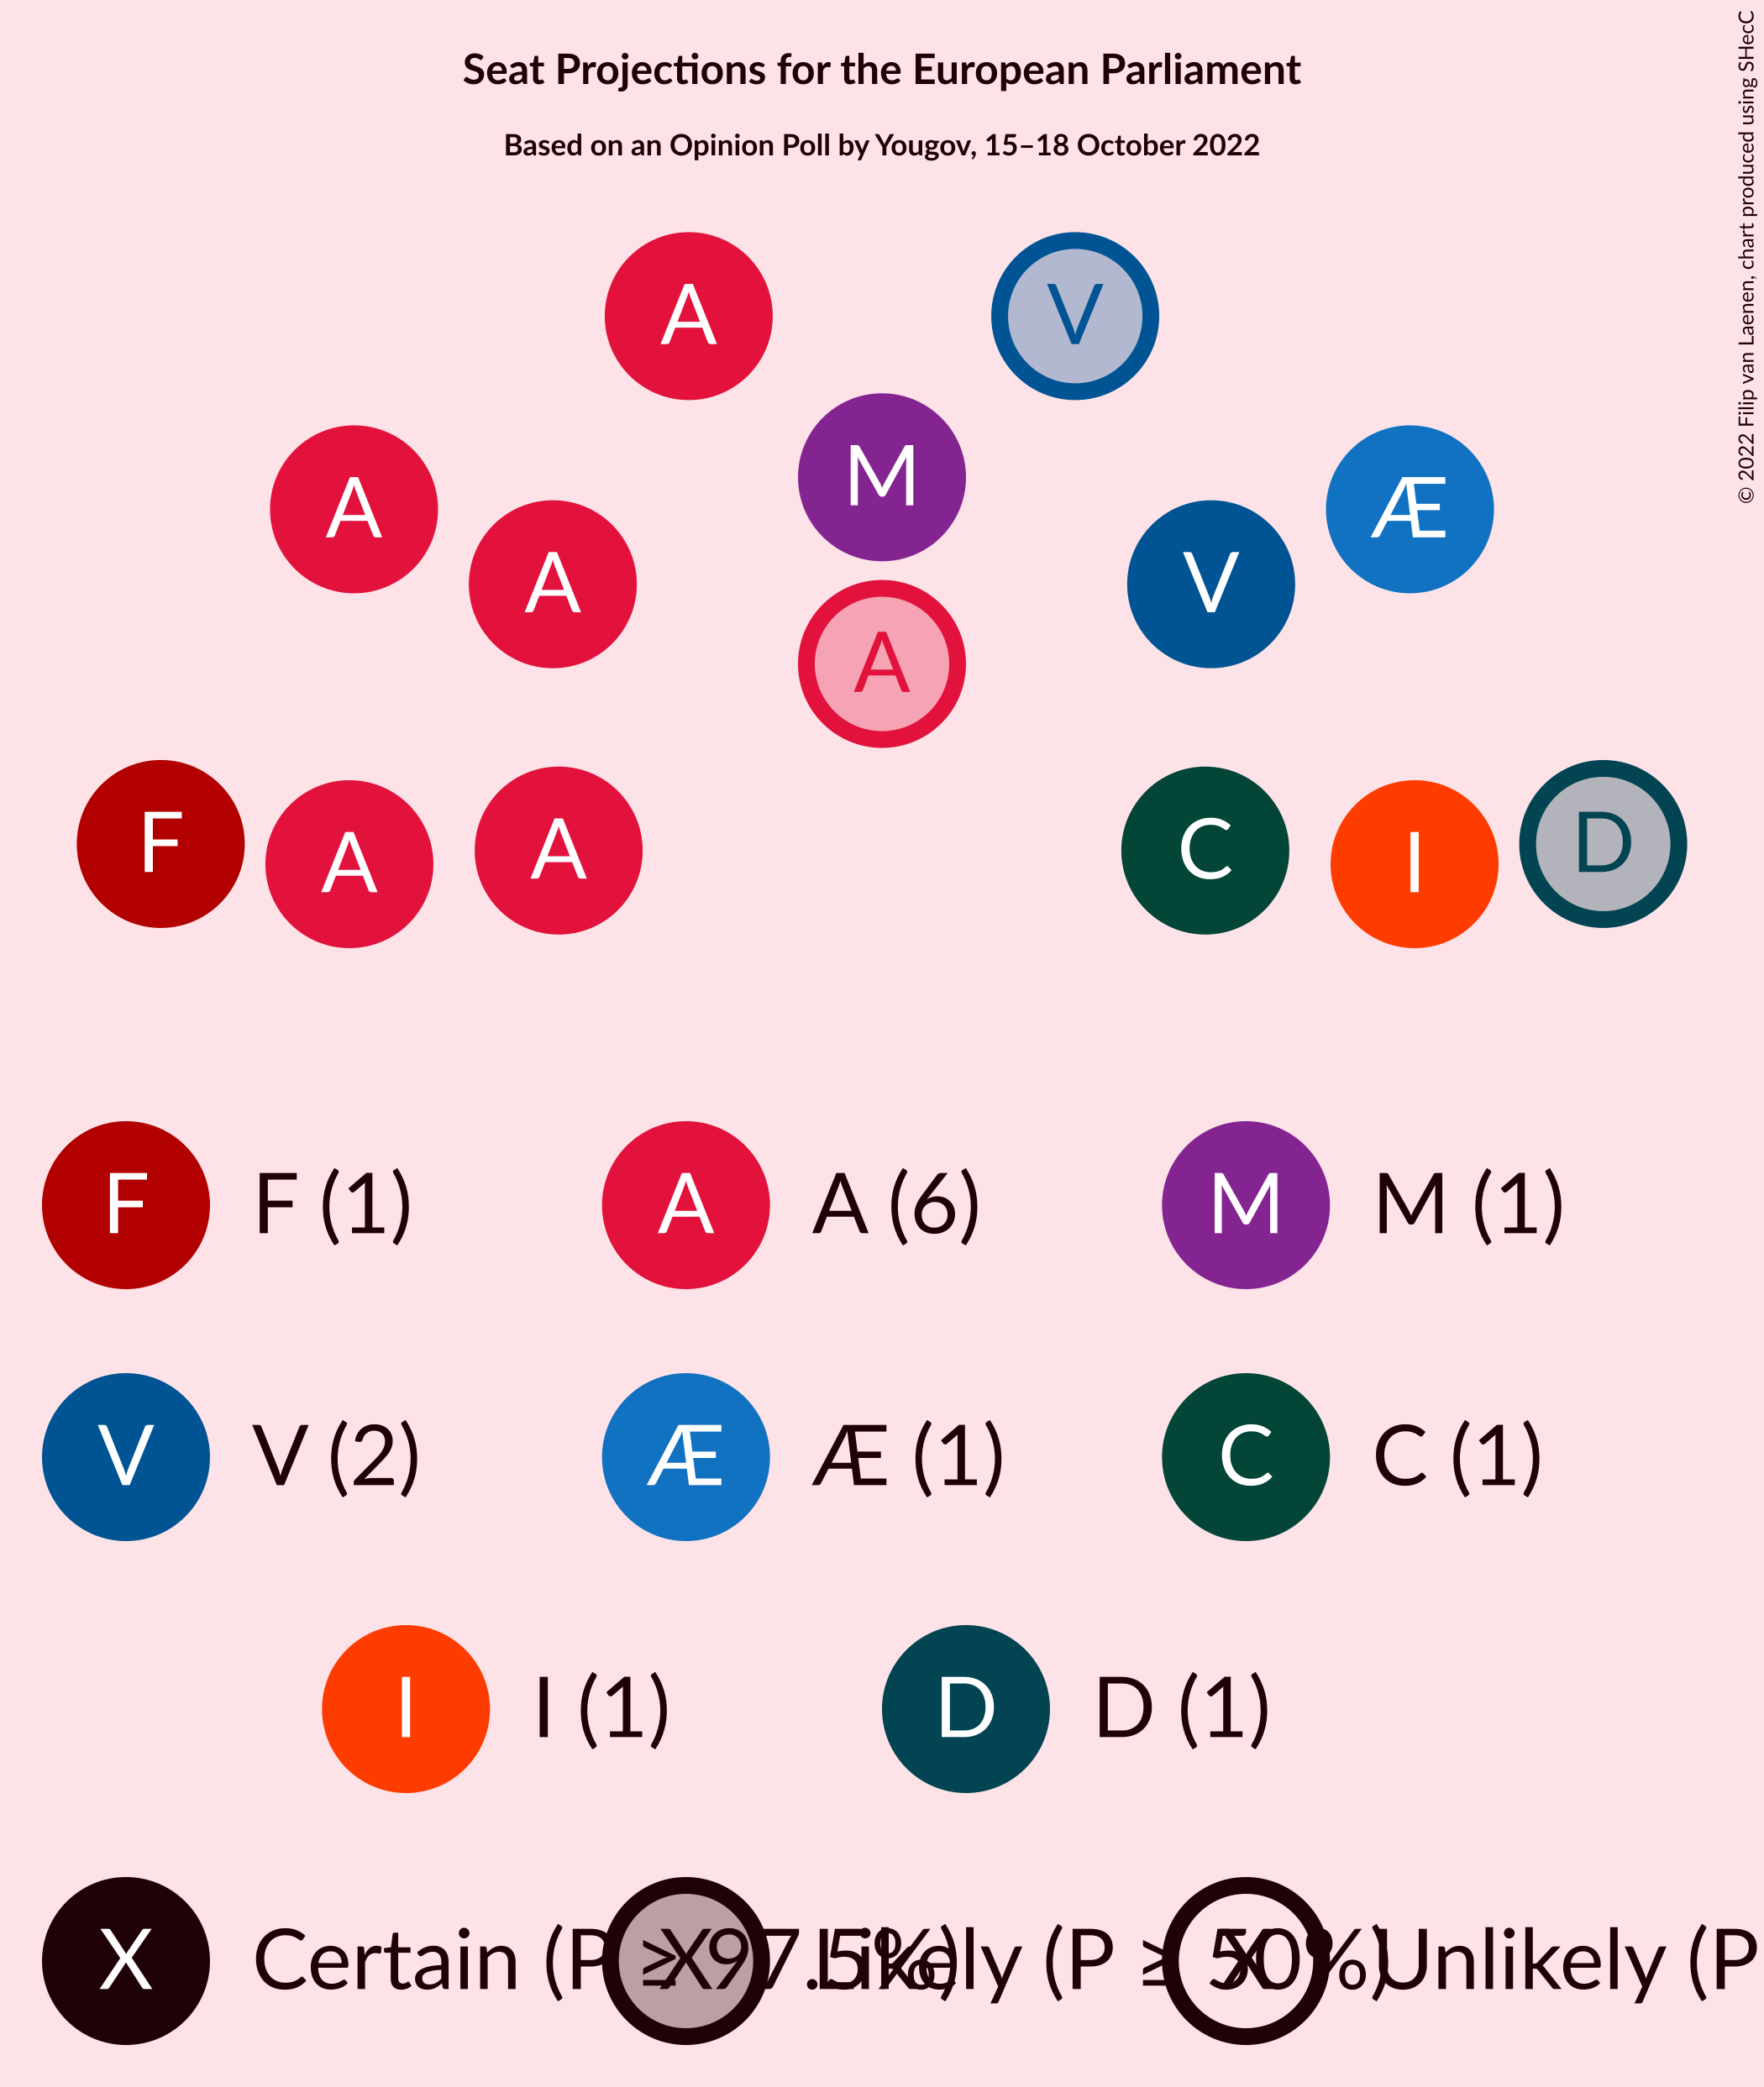 Seat Projections for the European Parliament
Based on an Opinion Poll by Yougov, 15–18 October 2022
© 2022 Filip van Laenen, chart produced using SHecC
A V
M
A Æ
A V
A
F D
C
A A I
F F (1) A A (6) M M (1)
V V (2) Æ Æ (1) C C (1)
I I (1) D D (1)
X Certain (P ≥ 97.5%) X Likely (P ≥ 50%) X Unlikely (P